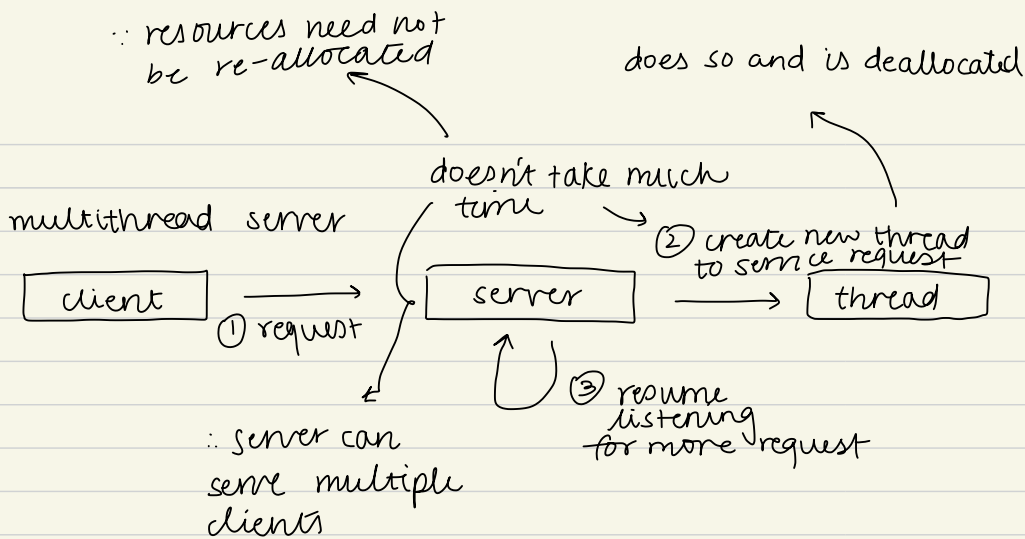 ∵ resources need not
be re-allocated
does so and is deallocated
doesn't take much
time
multithread server
② create new thread
to service request
client
server
thread
① request
③ resume
listening
for more request
∴ server can
serve multiple
clients